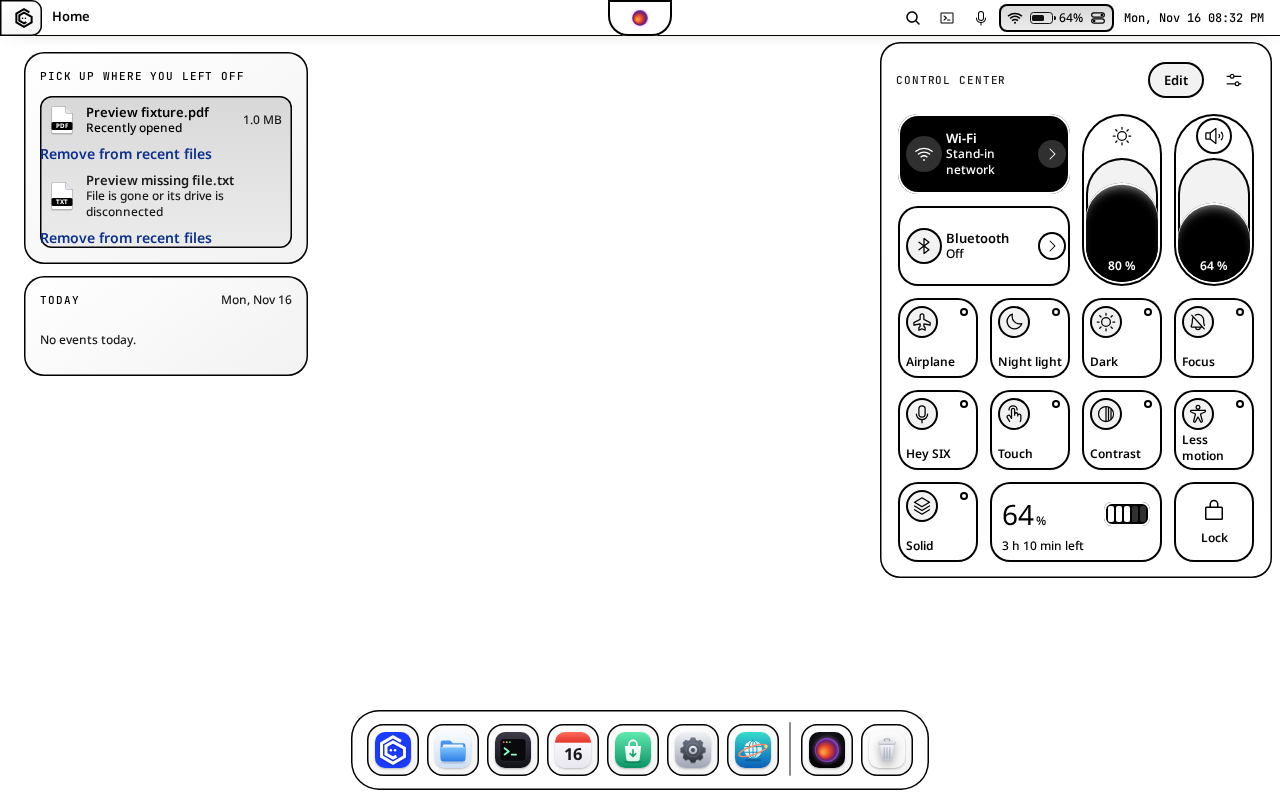 Home
64%
Mon, Nov 16 08:32 PM
PICK UP WHERE YOU LEFT OFF
PDF
Preview fixture.pdf
Recently opened
1.0 MB
Remove from recent files
TXT
Preview missing file.txt
File is gone or its drive is
disconnected
Remove from recent files
TODAY
Mon, Nov 16
No events today.
CONTROL CENTER
Edit
Wi-Fi
Stand-in
network
Bluetooth
Off
80 %
64 %
Airplane
Night light
Dark
Focus
Hey SIX
Touch
Contrast
Less
motion
Solid
64%
3 h 10 min left
Lock
16